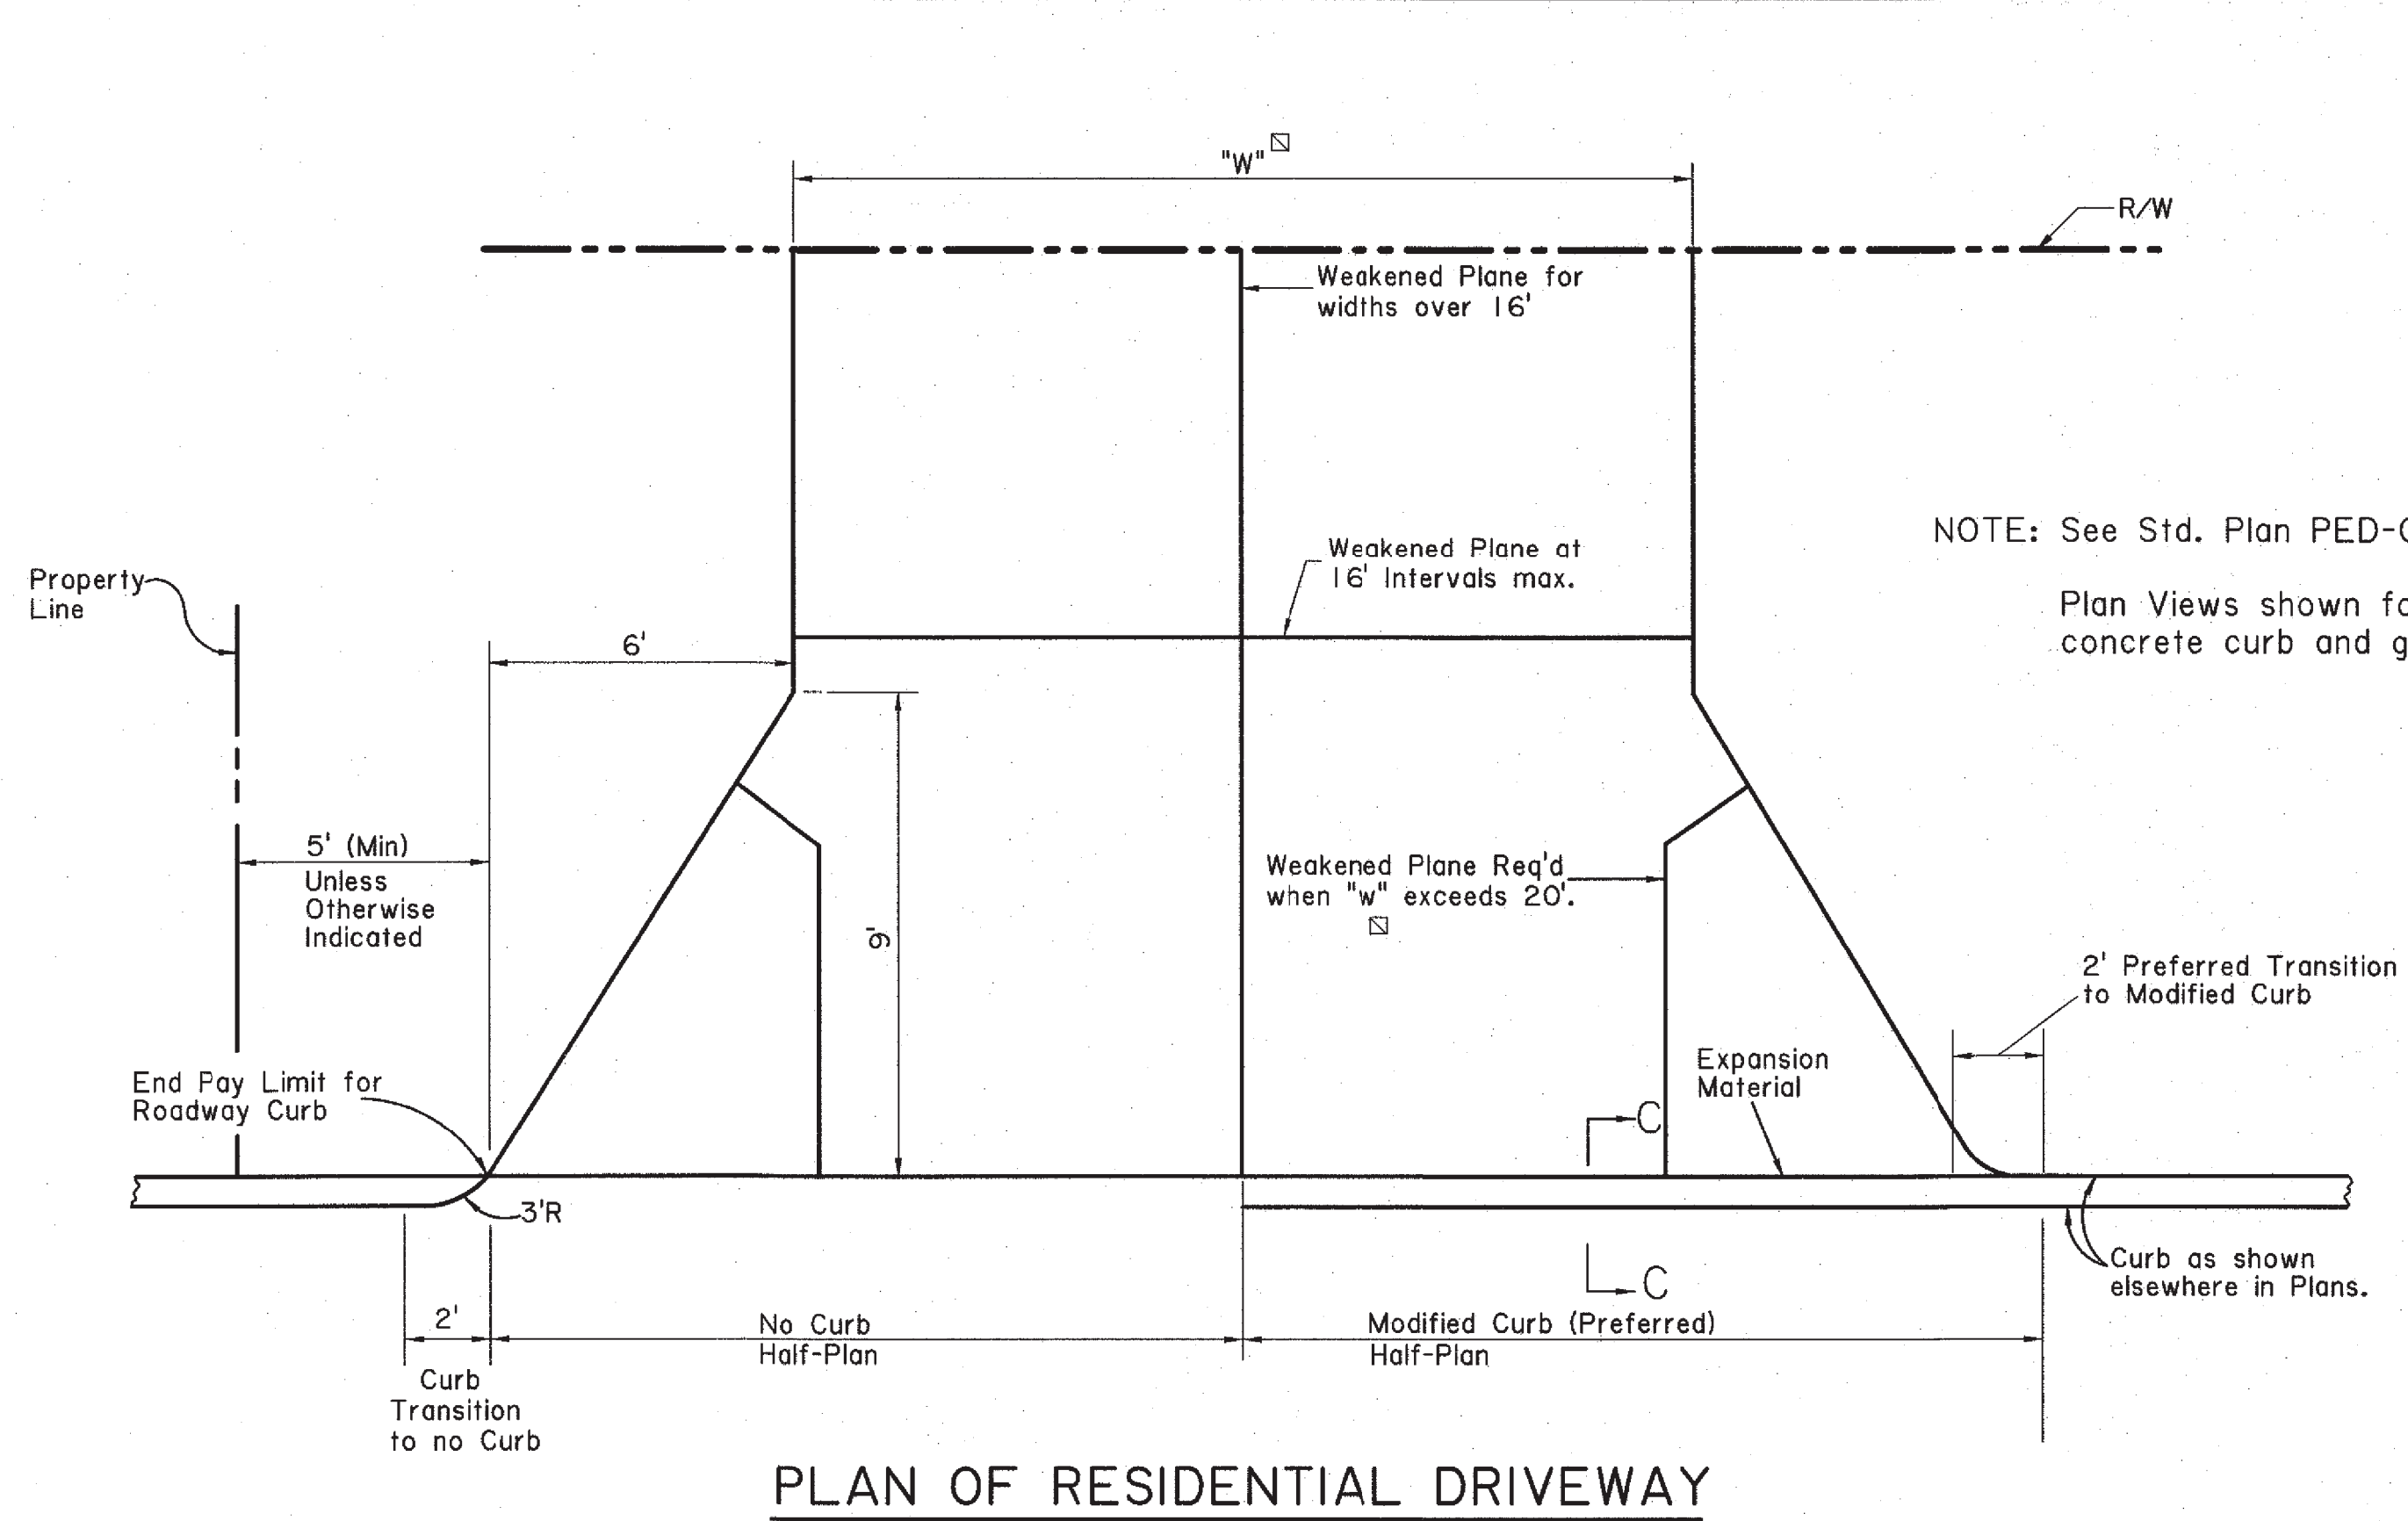 "W"
R/W
Weakened Plane for
widths over 16'
Weakened Plane at
16' Intervals max.
NOTE: See Std. Plan PED-
Plan Views shown
concrete curb and
Property
Line
6'
5' (Min)
Unless
Otherwise
Indicated
9'
Weakened Plane Req'd
when "w" exceeds 20'.
2' Preferred Transition
to Modified Curb
End Pay Limit for
Roadway Curb
Expansion
Material
C
3'R
C
Curb as shown
elsewhere in Plans.
2'
No Curb
Half-Plan
Modified Curb (Preferred)
Half-Plan
Curb
Transition
to no Curb
PLAN OF RESIDENTIAL DRIVEWAY